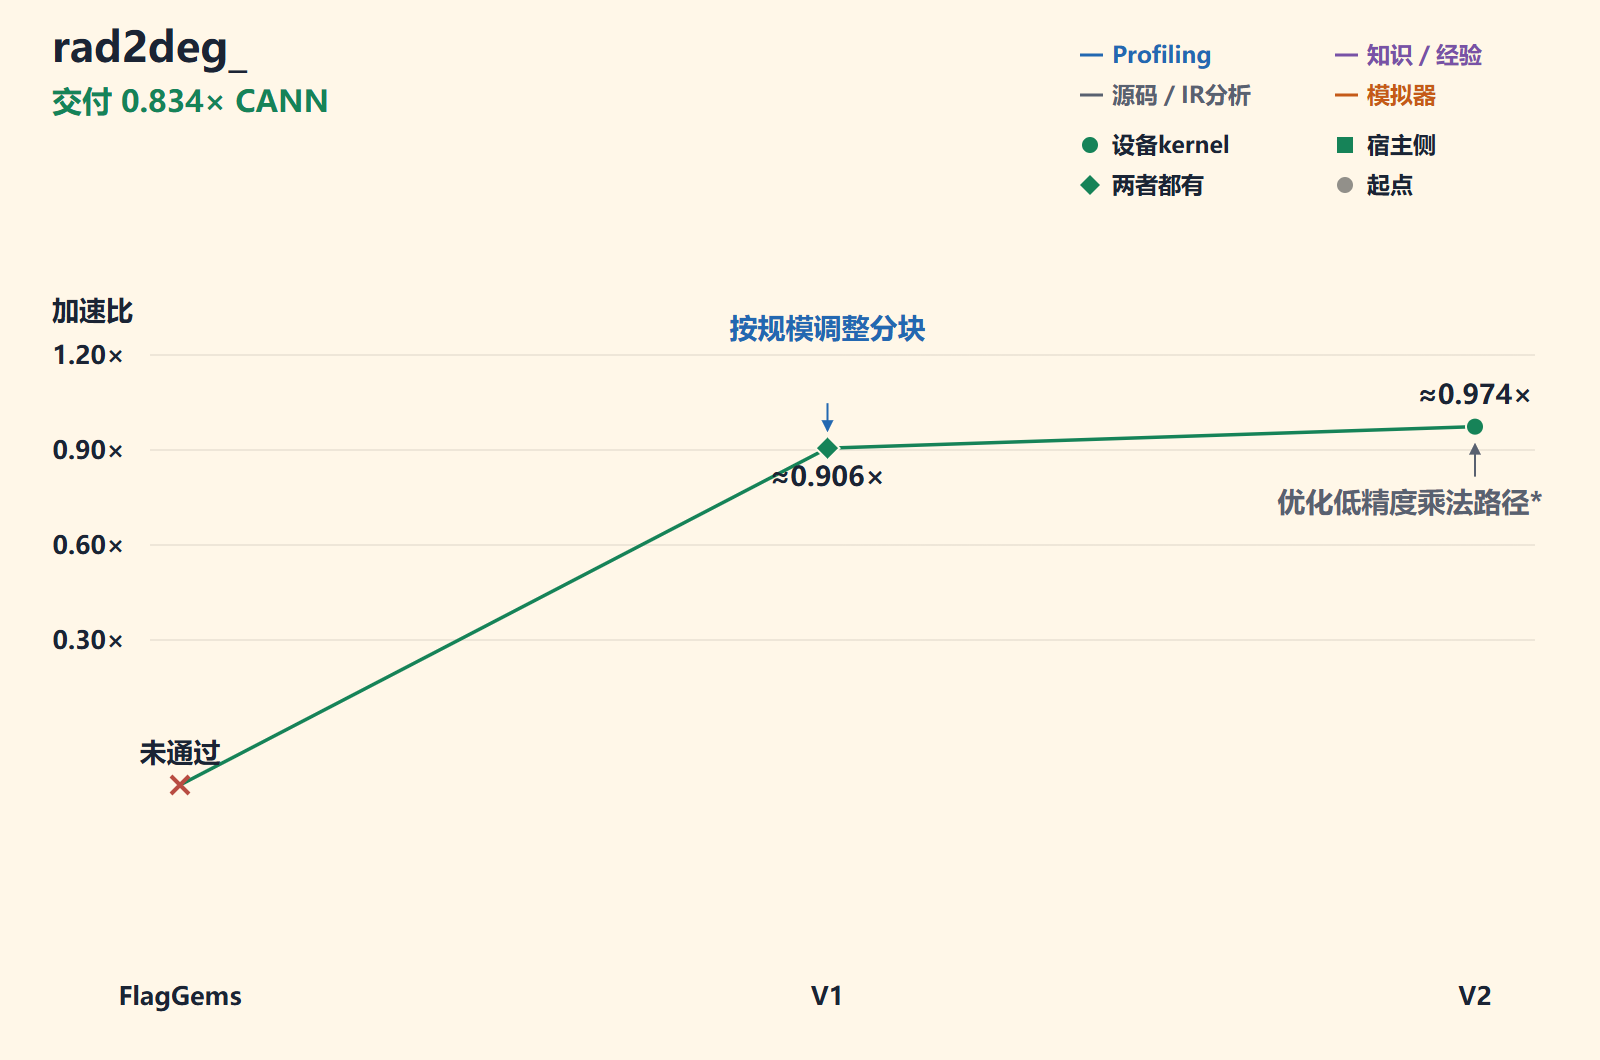 rad2deg_
交付 0.834× CANN
Profiling
知识 / 经验
源码 / IR分析
模拟器
设备kernel
宿主侧
两者都有
起点
加速比
按规模调整分块
1.20×
≈0.974×
0.90×
≈0.906×
优化低精度乘法路径*
0.60×
0.30×
未通过
FlagGems
V1
V2